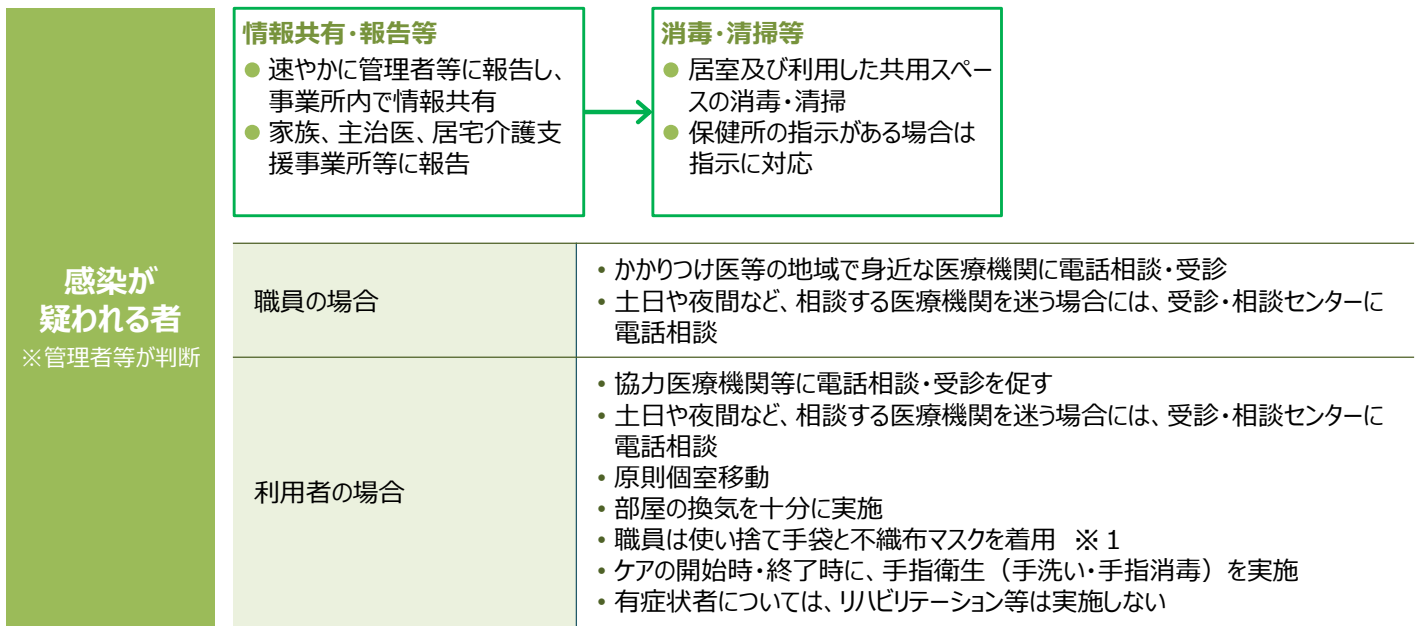 感染が
疑われる者
※管理者等が判断
情報共有・報告等
● 速やかに管理者等に報告し、
事業所内で情報共有
● 家族、主治医、居宅介護支
援事業所等に報告
消毒・清掃等
● 居室及び利用した共用スペー
スの消毒・清掃
● 保健所の指示がある場合は
指示に対応
職員の場合
• かかりつけ医等の地域で身近な医療機関に電話相談・受診
• 土日や夜間など、相談する医療機関を迷う場合には、受診・相談センターに
電話相談
利用者の場合
• 協力医療機関等に電話相談・受診を促す
• 土日や夜間など、相談する医療機関を迷う場合には、受診・相談センターに
電話相談
• 原則個室移動
• 部屋の換気を十分に実施
• 職員は使い捨て手袋と不織布マスクを着用　※１
• ケアの開始時・終了時に、手指衛生（手洗い・手指消毒）を実施
• 有症状者については、リハビリテーション等は実施しない